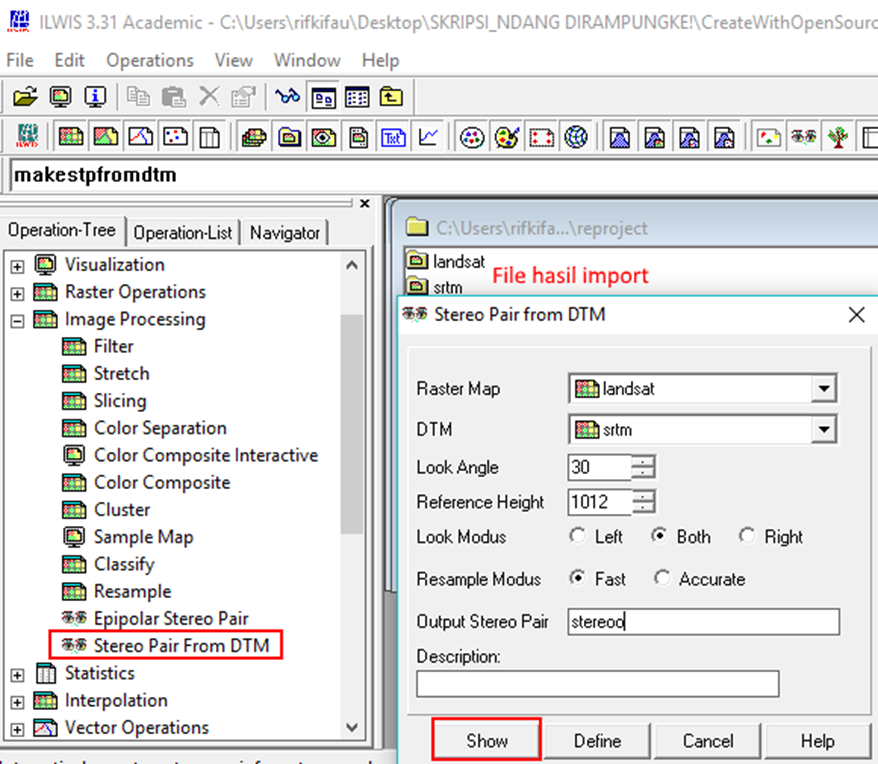 ILWIS 3.31 Academic - C:\Users\rifkifau\Desktop\SKRIPSI_NDANG DIRAMPUNGKE!\CreateWithOpenSourc
File Edit Operations View Window Help
Txt
makestpfromdtm
Operation-Tree Operation-List Navigator
Visualization
Raster Operations
Image Processing
Filter
Stretch
Slicing
Color Separation
Color Composite Interactive
Color Composite
Cluster
Sample Map
Classify
Resample
Epipolar Stereo Pair
Stereo Pair From DTM
Statistics
Interpolation
Vector Operations
C:\Users\rifkifa...\reproject
landsat
srtm
File hasil import
Stereo Pair from DTM
Raster Map landsat
DTM srtm
Look Angle 30
Reference Height 1012
Look Modus Left Both Right
Resample Modus Fast Accurate
Output Stereo Pair stereoo
Description:
Show Define Cancel Help